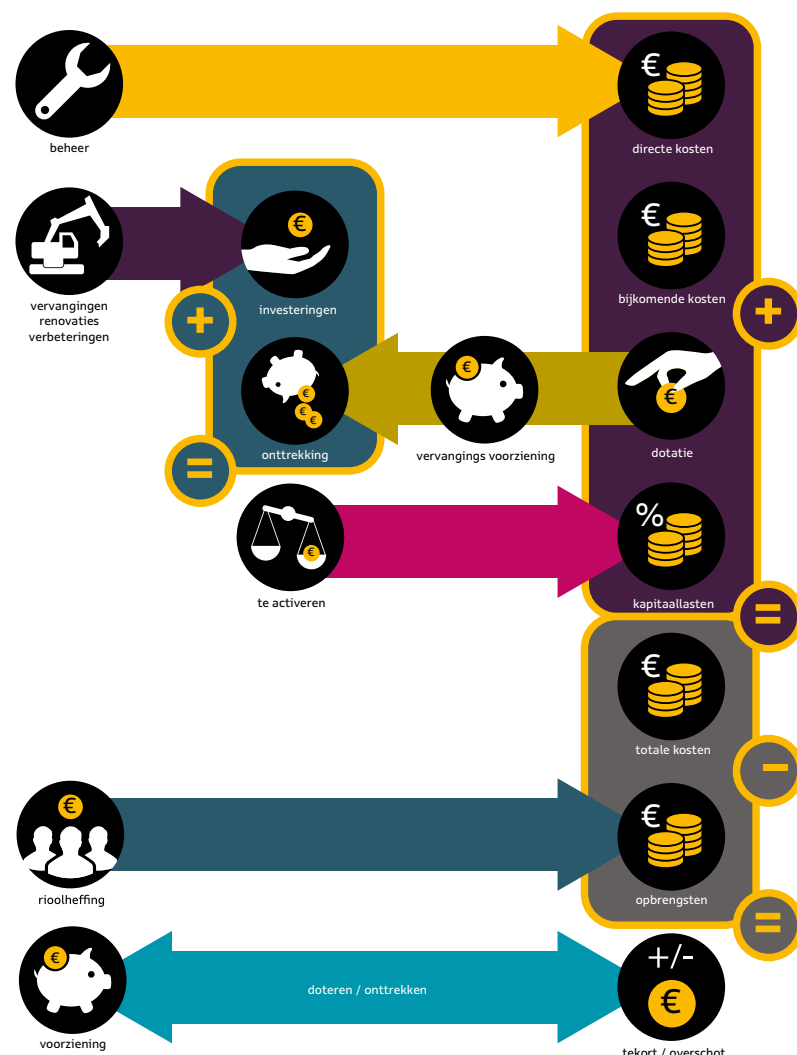 €
beheer
directe kosten
€
€
vervangingen
renovaties
verbeteringen
investeringen
bijkomende kosten
+
+
€
€
€
€
€
onttrekking
vervangings voorziening
dotatie
=
%
€
te activeren
kapitaallasten
=
€
totale kosten
–
€
€
rioolheffing
opbrengsten
=
€
+/-
€
doteren / onttrekken
voorziening
tekort / overschot